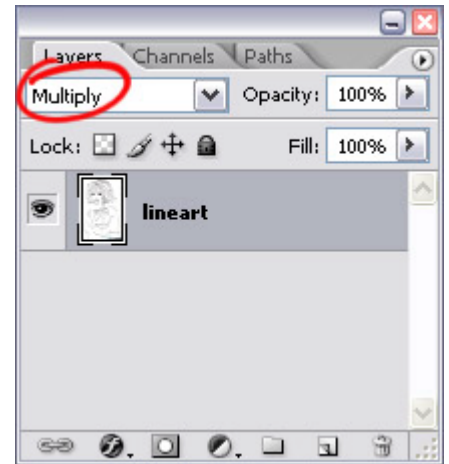 Layers Channels Paths
Multiply Opacity: 100%
Lock: Fill: 100%
lineart